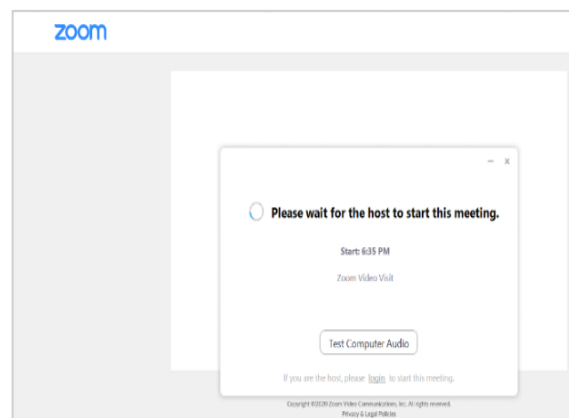 zoom
Please wait for the host to start this meeting.
Start: 6:35 PM
Zoom Video Visit
Test Computer Audio
If you are the host, please login to start this meeting.
Copyright ©2020 Zoom Video Communications, Inc. All rights reserved.
Privacy & Legal Policies